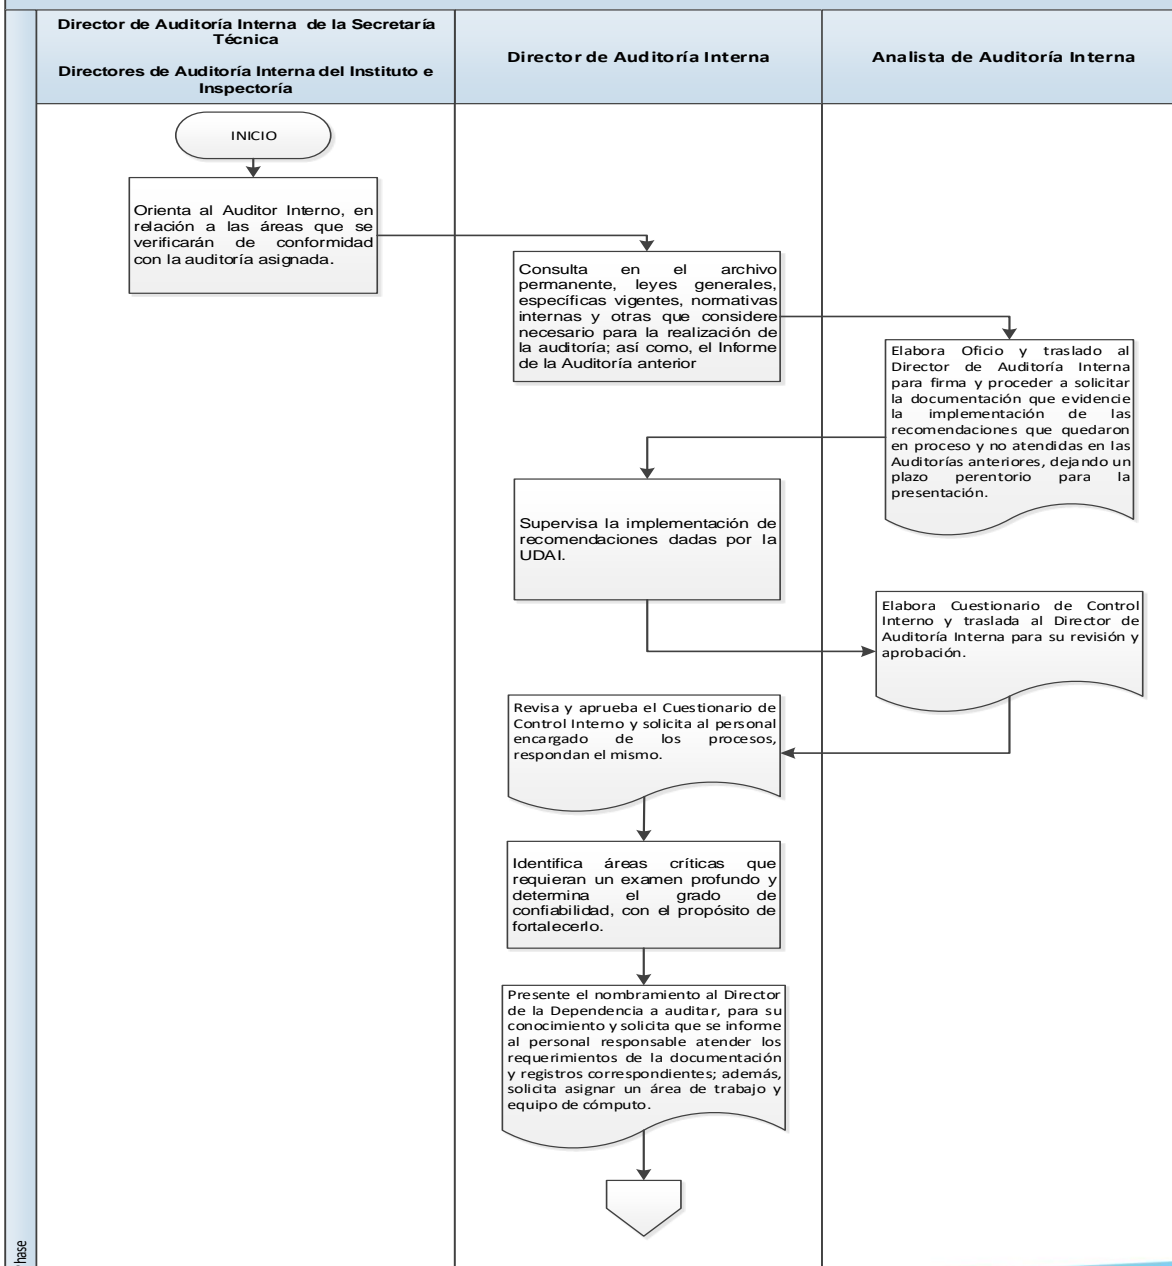 Director de Auditoría Interna de la Secretaría
Técnica
Directores de Auditoría Interna del Instituto e
Inspectoría
Director de Auditoría Interna
Analista de Auditoría Interna
INICIO
Orienta al Auditor Interno, en
relación a las áreas que se
verificarán de conformidad
con la auditoría asignada.
Consulta en el archivo
permanente, leyes generales,
específicas vigentes, normativas
internas y otras que considere
necesario para la realización de
la auditoría; así como, el Informe
de la Auditoría anterior
Elabora Oficio y traslado al
Director de Auditoría Interna
para firma y proceder a solicitar
la documentación que evidencie
la implementación de las
recomendaciones que quedaron
en proceso y no atendidas en las
Auditorías anteriores, dejando un
plazo perentorio para la
presentación.
Supervisa la implementación de
recomendaciones dadas por la
UDAI.
Elabora Cuestionario de Control
Interno y traslada al Director de
Auditoría Interna para su revisión y
aprobación.
Revisa y aprueba el Cuestionario de
Control Interno y solicita al personal
encargado de los procesos,
respondan el mismo.
Identifica áreas críticas que
requieran un examen profundo y
determina el grado de
confiabilidad, con el propósito de
fortalecerlo.
Presente el nombramiento al Director
de la Dependencia a auditar, para su
conocimiento y solicita que se informe
al personal responsable atender los
requerimientos de la documentación
y registros correspondientes; además,
solicita asignar un área de trabajo y
equipo de cómputo.